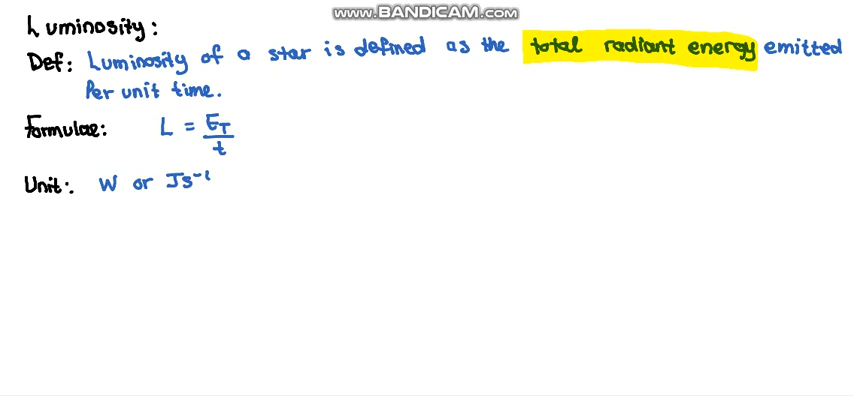 www.BANDICAM.com
Luminosity:
Def: Luminosity of a star is defined as the total radiant energy emitted
Per unit time.
Formulae: L = E_T / t
Unit: W or Js⁻¹